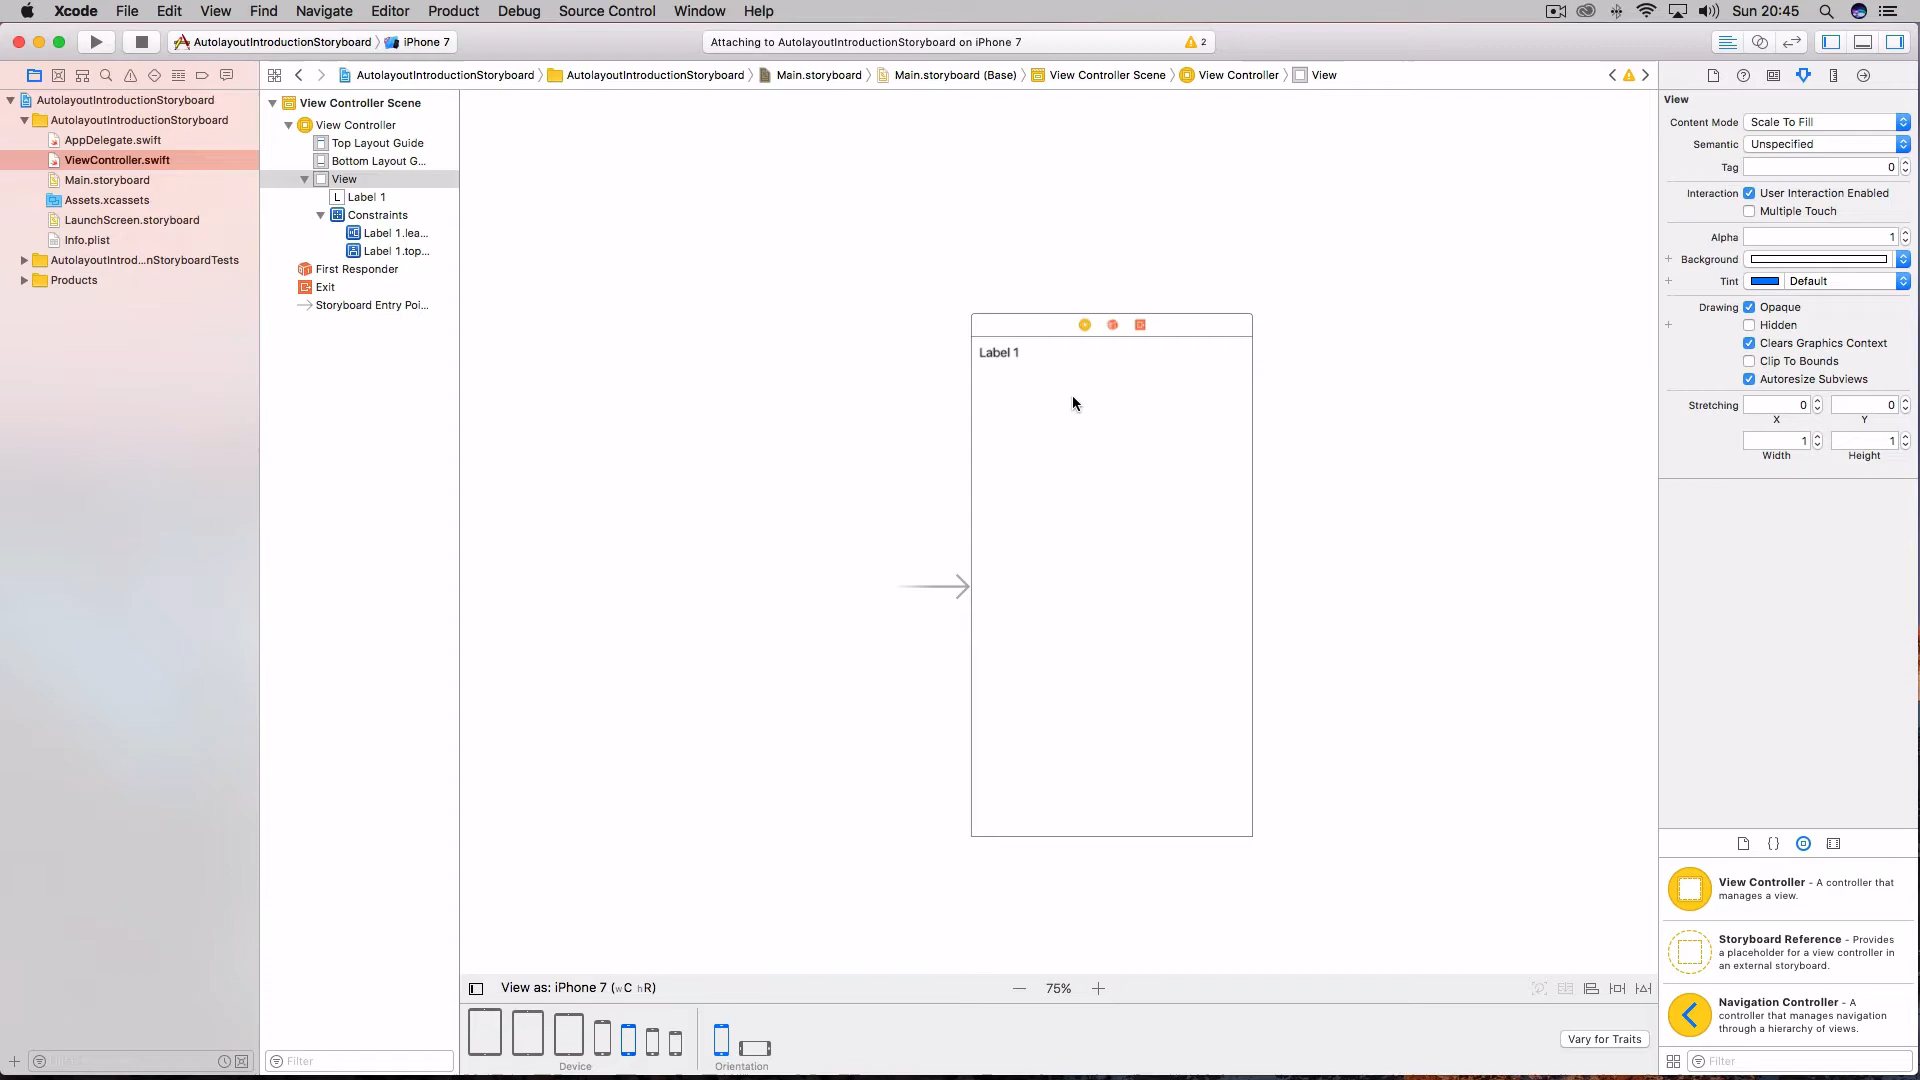 Xcode File Edit View Find Navigate Editor Product Debug Source Control Window Help Sun 20:45
AutolayoutIntroductionStoryboard iPhone 7 Attaching to AutolayoutIntroductionStoryboard on iPhone 7 2
AutolayoutIntroductionStoryboard AutolayoutIntroductionStoryboard Main.storyboard Main.storyboard (Base) View Controller Scene View Controller View
AutolayoutIntroductionStoryboard
AutolayoutIntroductionStoryboard
AppDelegate.swift
ViewController.swift
Main.storyboard
Assets.xcassets
LaunchScreen.storyboard
Info.plist
AutolayoutIntrod...nStoryboardTests
Products
View Controller Scene
View Controller
Top Layout Guide
Bottom Layout G...
View
L Label 1
Constraints
Label 1.lea...
Label 1.top...
First Responder
Exit
Storyboard Entry Poi...
Label 1
View
Content Mode Scale To Fill
Semantic Unspecified
Tag 0
Interaction User Interaction Enabled
Multiple Touch
Alpha 1
Background
Tint Default
Drawing Opaque
Hidden
Clears Graphics Context
Clip To Bounds
Autoresize Subviews
Stretching 0 0
X Y
1 1
Width Height
View Controller - A controller that
manages a view.
Storyboard Reference - Provides
a placeholder for a view controller in
an external storyboard.
Navigation Controller - A
controller that manages navigation
through a hierarchy of views.
View as: iPhone 7 (wC hR) 75%
Vary for Traits
Device Orientation
Filter Filter